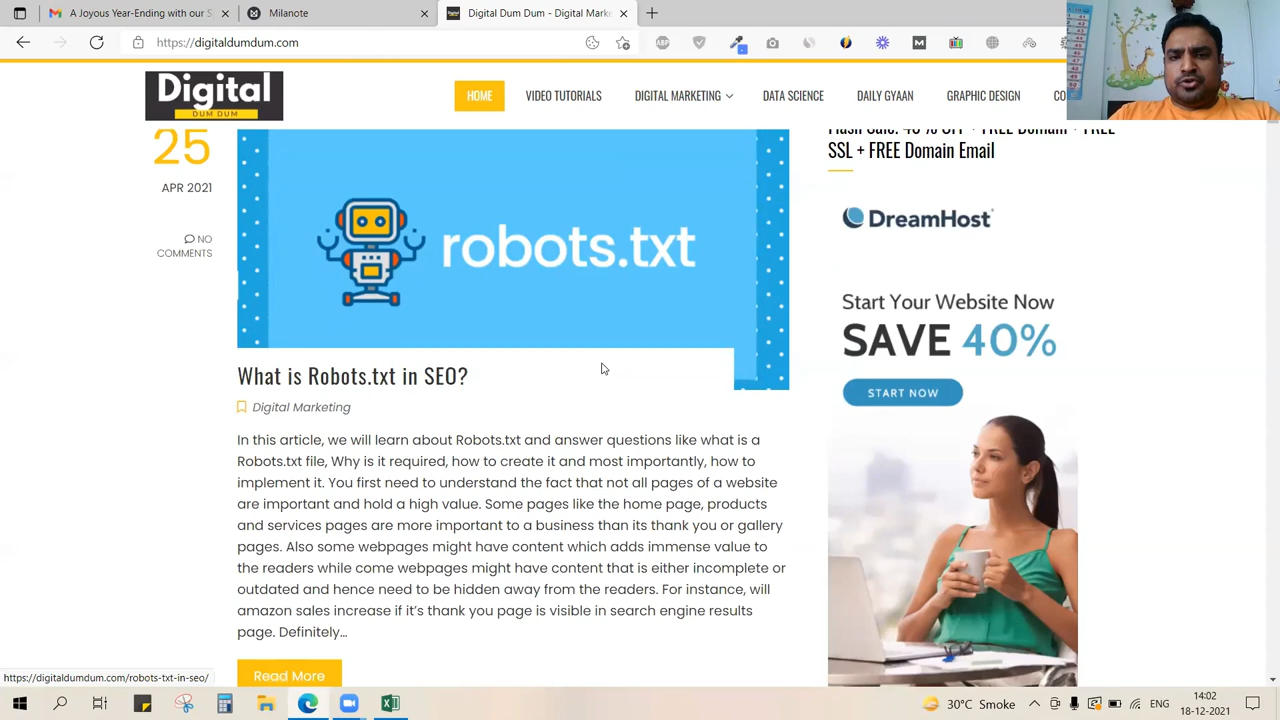 A Joyous Year-Ending with our S
Milanote
Digital Dum Dum - Digital Marke
https://digitaldumdum.com
ABP
M
Digital
DUM DUM
HOME
VIDEO TUTORIALS
DIGITAL MARKETING
DATA SCIENCE
DAILY GYAAN
GRAPHIC DESIGN
CO
25
APR 2021
NO
COMMENTS
robots.txt
What is Robots.txt in SEO?
Digital Marketing
In this article, we will learn about Robots.txt and answer questions like what is a
Robots.txt file, Why is it required, how to create it and most importantly, how to
implement it. You first need to understand the fact that not all pages of a website
are important and hold a high value. Some pages like the home page, products
and services pages are more important to a business than its thank you or gallery
pages. Also some webpages might have content which adds immense value to
the readers while come webpages might have content that is either incomplete or
outdated and hence need to be hidden away from the readers. For instance, will
amazon sales increase if it's thank you page is visible in search engine results
page. Definitely...
Read More
Flash Sale: 40 % OFF + FREE Domain + FREE
SSL + FREE Domain Email
DreamHost
Start Your Website Now
SAVE 40%
START NOW
https://digitaldumdum.com/robots-txt-in-seo/
30°C Smoke
ENG
14:02
18-12-2021